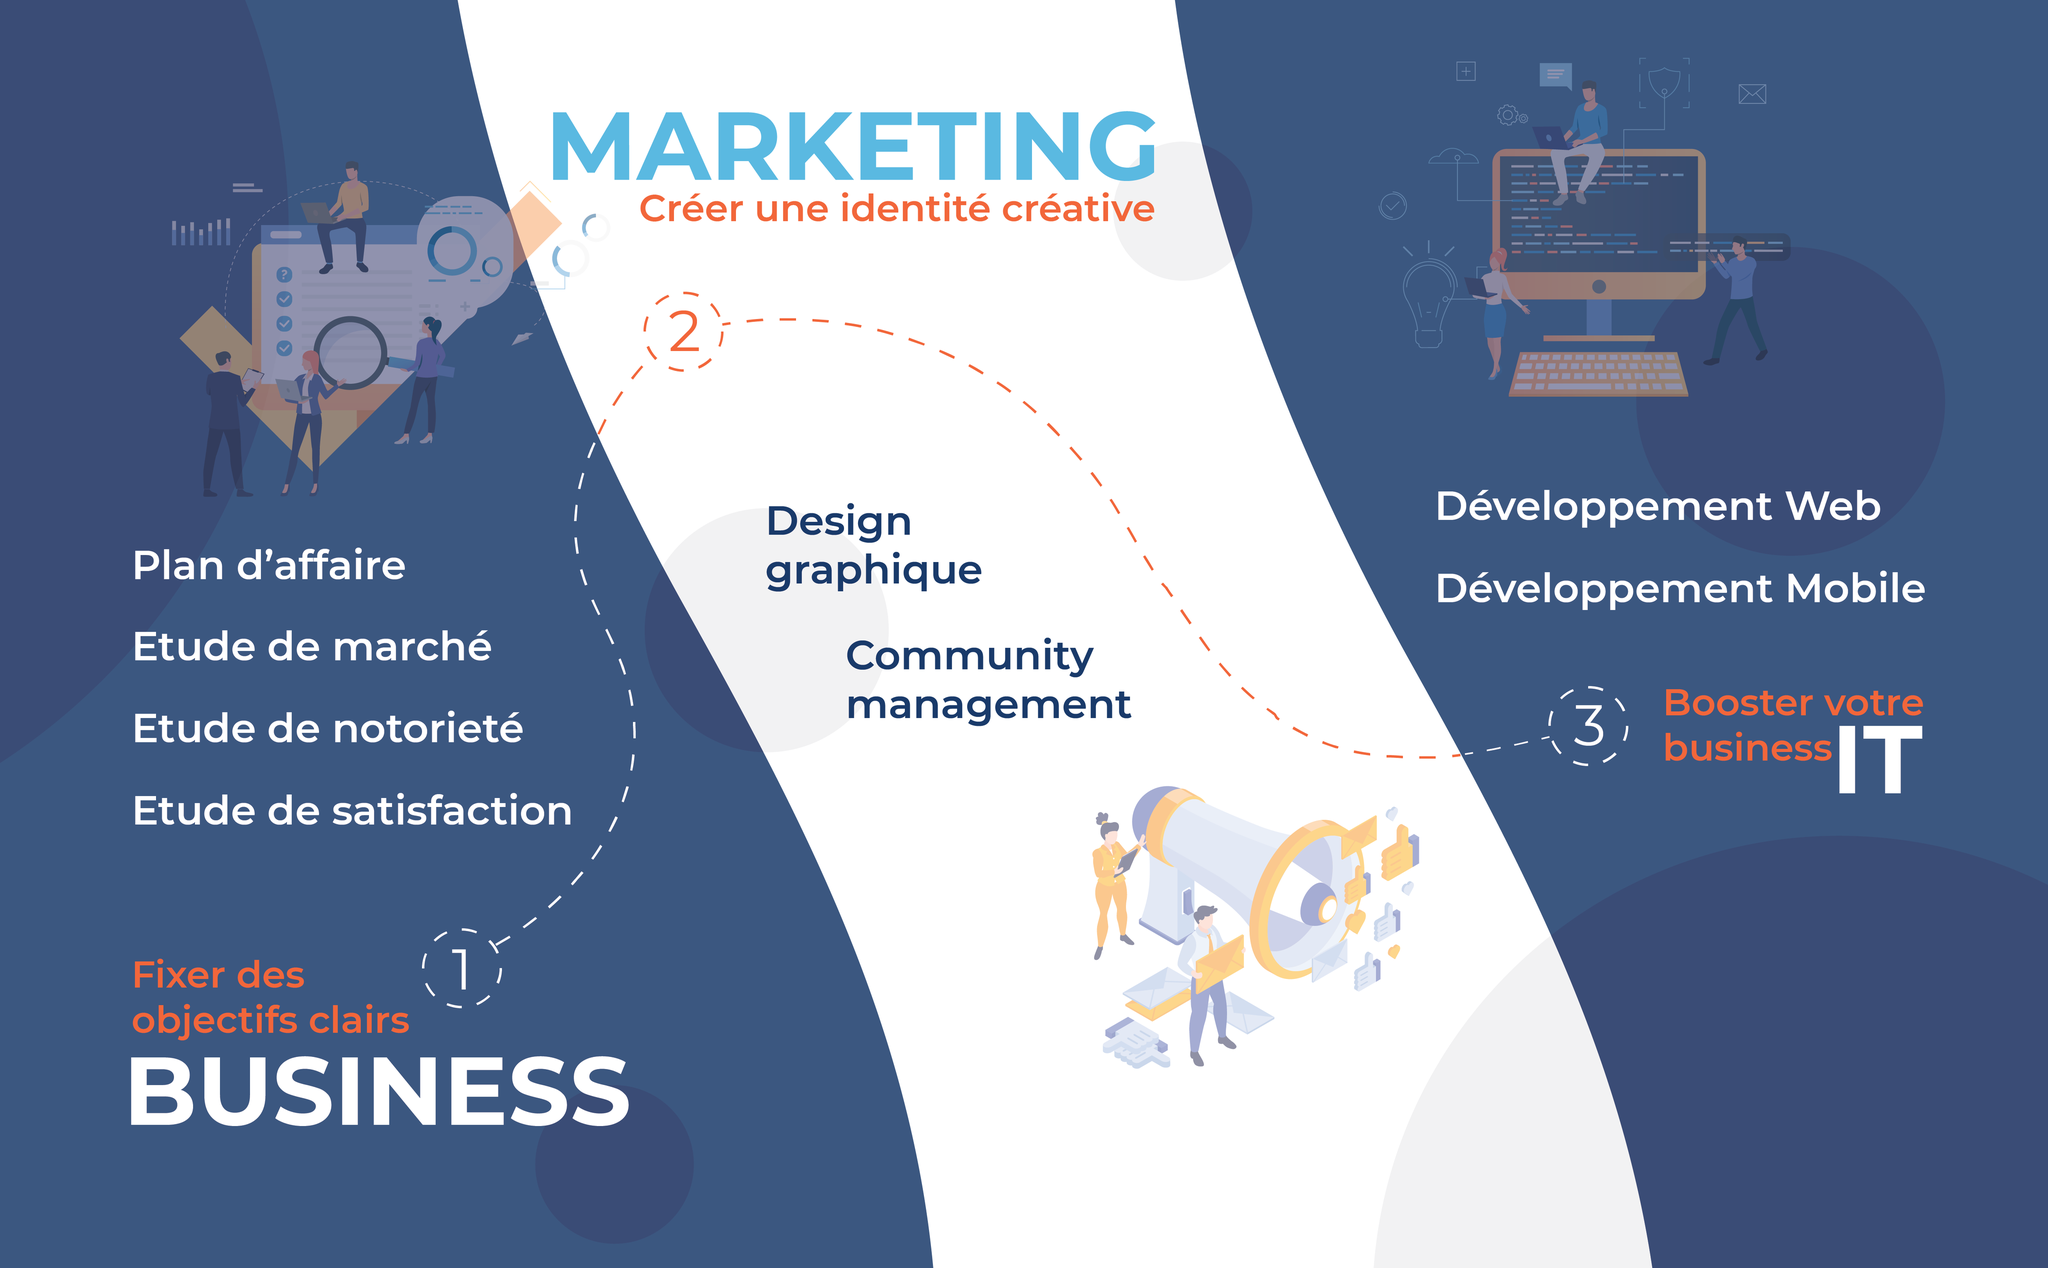 MARKETING
Créer une identité créative
2
Design
graphique
Community
management
Plan d’affaire
Etude de marché
Etude de notorieté
Etude de satisfaction
1
Fixer des
objectifs clairs
BUSINESS
Développement Web
Développement Mobile
3
Booster votre
business
IT